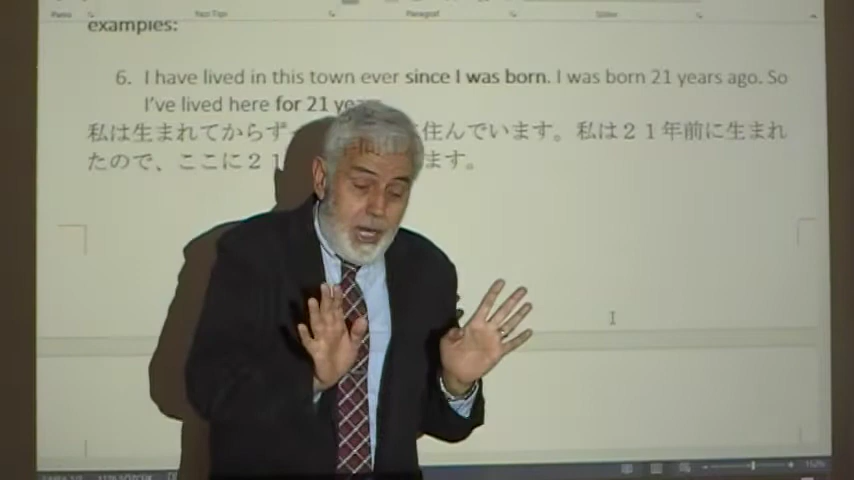 Paragraf
examples:
6. I have lived in this town ever since I was born. I was born 21 years ago. So
I've lived here for 21
私は生まれてからず 住んでいます。私は２１年前に生まれ
たので、ここに２１ ます。